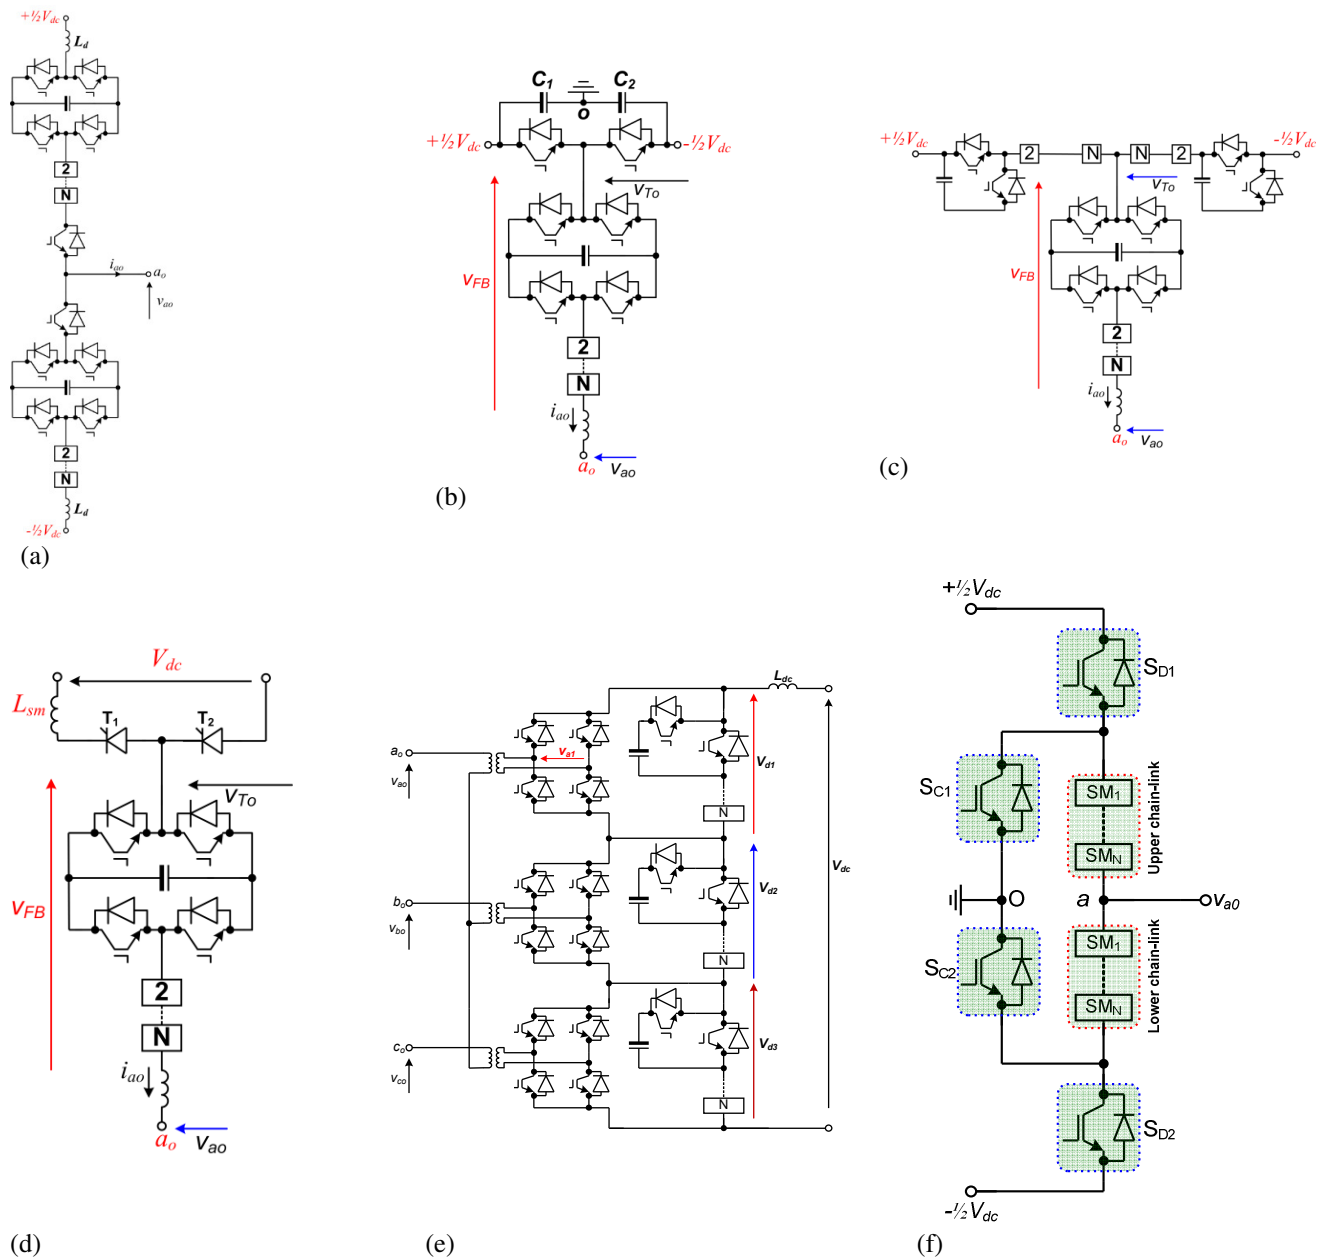 +½Vdc
Ld
2
N
iao
ao
vao
2
N
Ld
-½Vdc
(a)
C1
C2
o
+½Vdc
-½Vdc
vTo
vFB
2
N
iao
ao
vao
(b)
+½Vdc
2
N
N
2
-½Vdc
vTo
vFB
2
N
iao
ao
vao
(c)
Vdc
Lsm
T1
T2
vTo
vFB
2
N
iao
ao
vao
(d)
Ldc
ao
va1
vao
Vd1
N
bo
vbo
Vd2
Vdc
N
co
vco
Vd3
N
(e)
+½Vdc
SD1
SC1
SM1
SMN
Upper chain-link
O
a
va0
SC2
SM1
SMN
Lower chain-link
SD2
-½Vdc
(f)